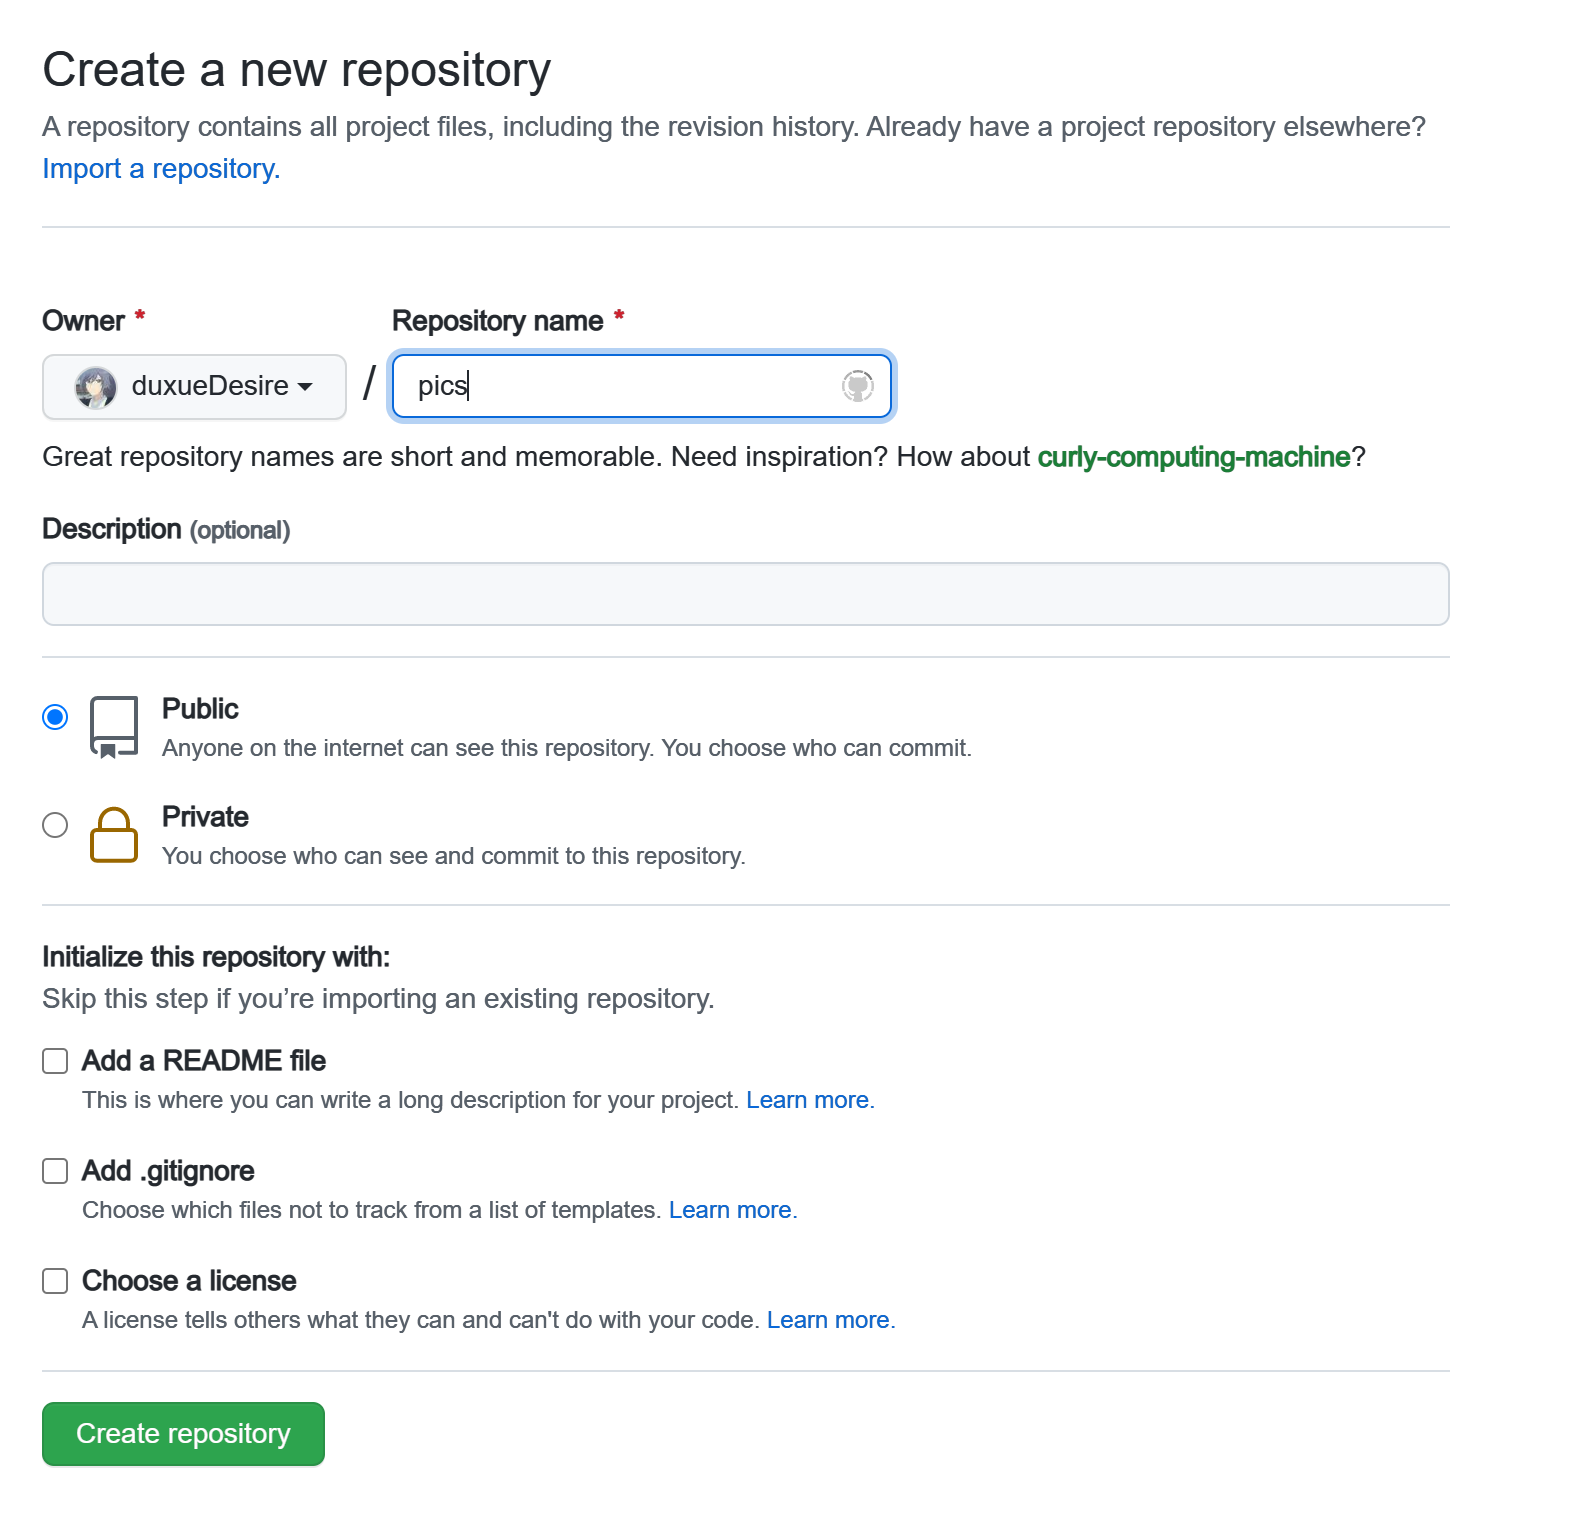 Create a new repository
A repository contains all project files, including the revision history. Already have a project repository elsewhere?
Import a repository.
Owner *
Repository name *
duxueDesire
/
pics
Great repository names are short and memorable. Need inspiration? How about curly-computing-machine?
Description (optional)
Public
Anyone on the internet can see this repository. You choose who can commit.
Private
You choose who can see and commit to this repository.
Initialize this repository with:
Skip this step if you’re importing an existing repository.
Add a README file
This is where you can write a long description for your project. Learn more.
Add .gitignore
Choose which files not to track from a list of templates. Learn more.
Choose a license
A license tells others what they can and can't do with your code. Learn more.
Create repository